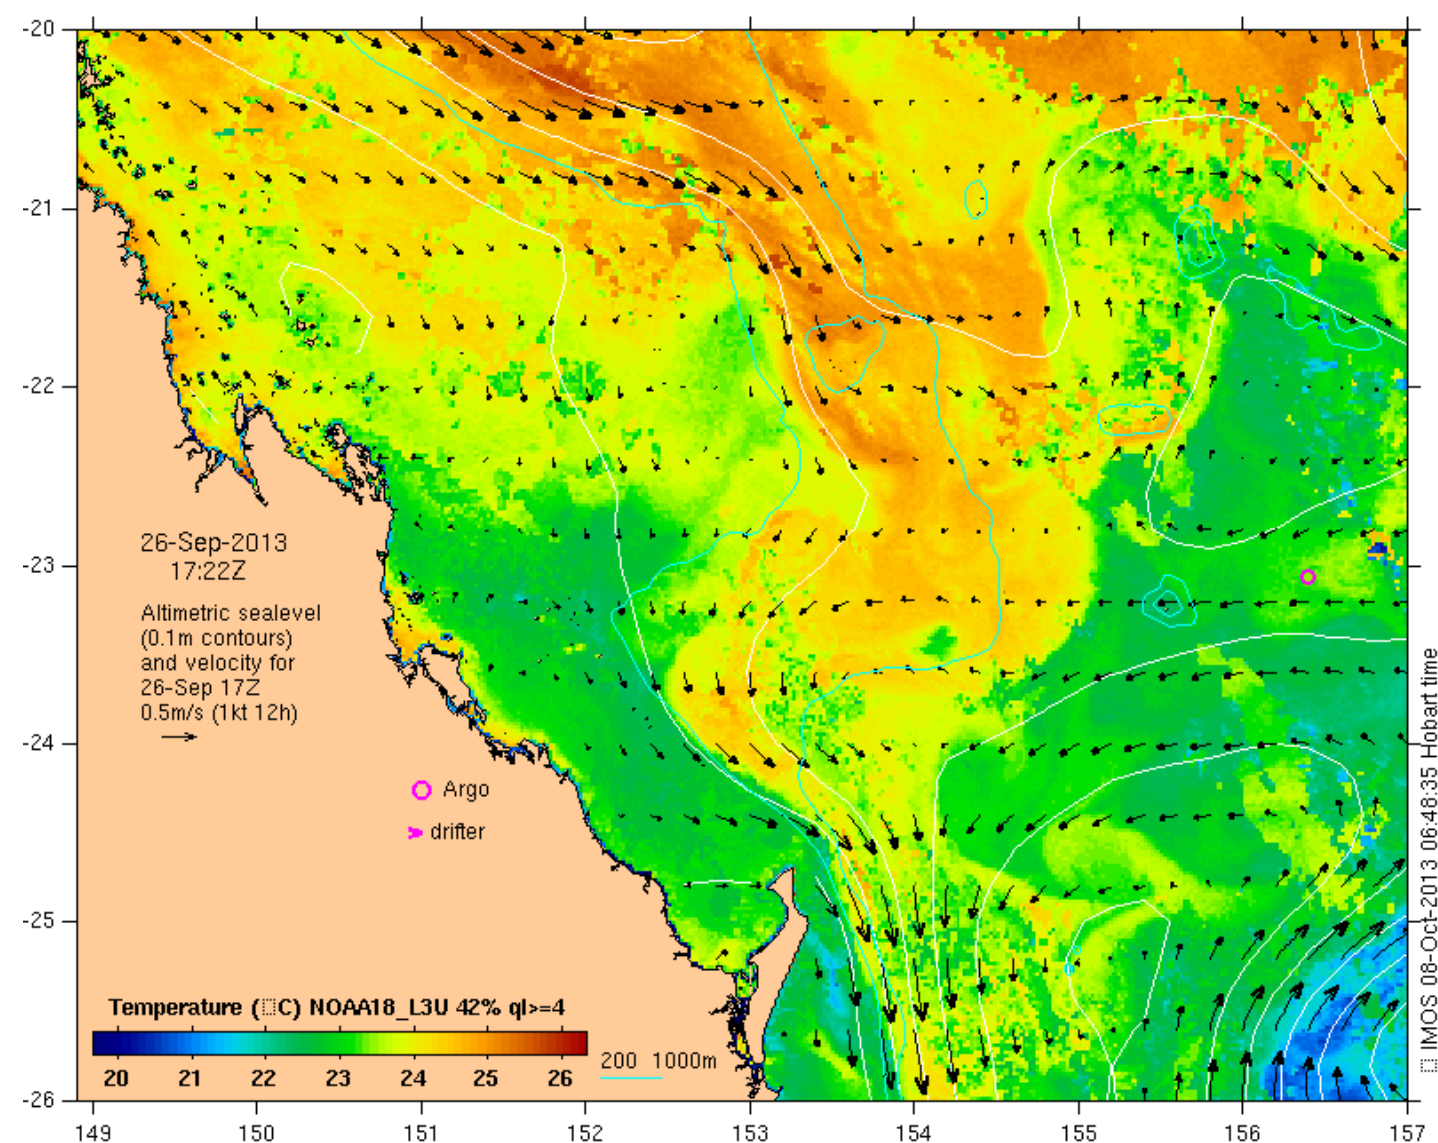 -20
-21
-22
-23
-24
-25
-26
26-Sep-2013
17:22Z
Altimetric sealevel
(0.1m contours)
and velocity for
26-Sep 17Z
0.5m/s (1kt 12h)
Argo
drifter
Temperature (□C) NOAA18_L3U 42% ql>=4
20 21 22 23 24 25 26
200 1000m
149 150 151 152 153 154 155 156 157
□ IMOS 08-Oct-2013 06:48:35 Hobart time